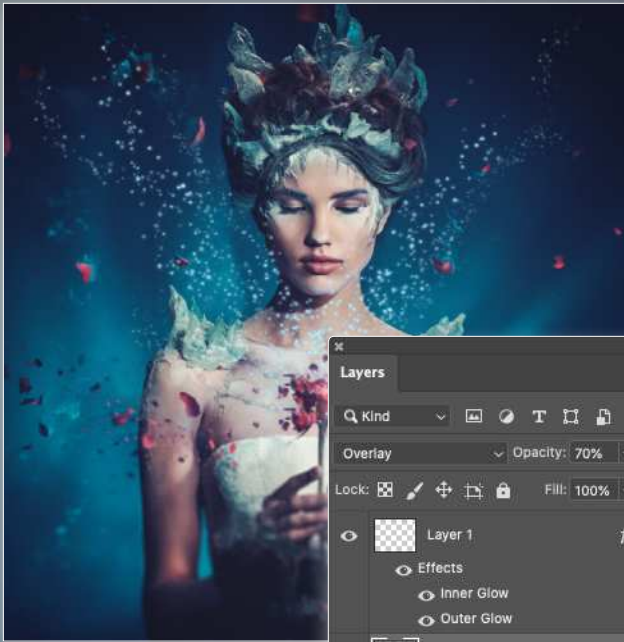 Layers
Kind
Overlay Opacity: 70%
Lock: Fill: 100%
Layer 1
Effects
Inner Glow
Outer Glow